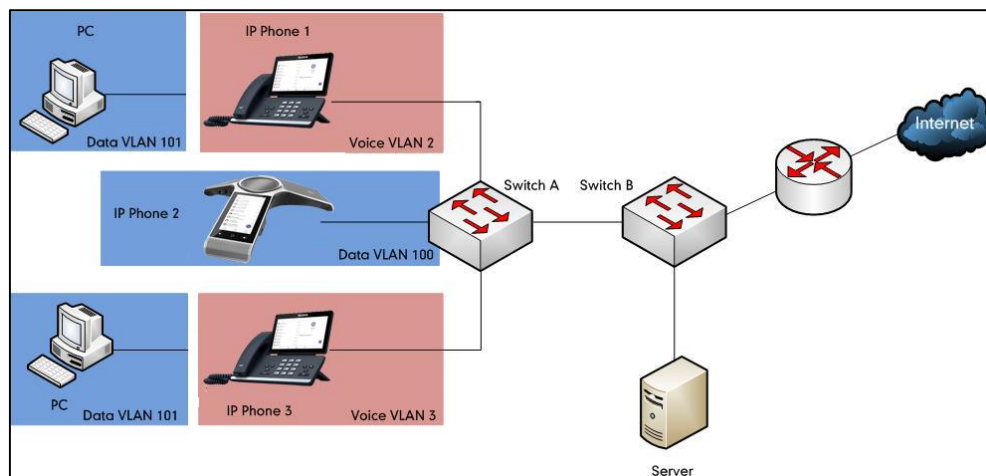 PC
IP Phone 1
Data VLAN 101
Voice VLAN 2
IP Phone 2
Data VLAN 100
Switch A
Switch B
Internet
PC
Data VLAN 101
IP Phone 3
Voice VLAN 3
Server